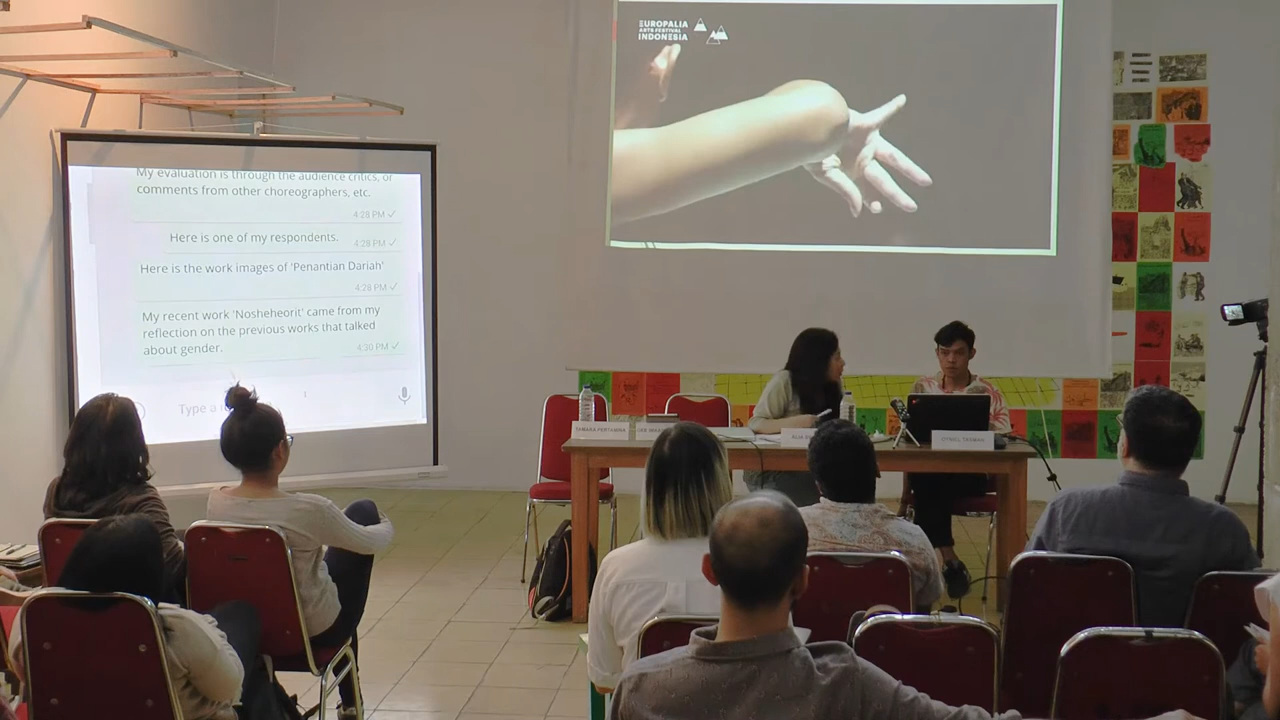 EUROPALIA
ARTS FESTIVAL
INDONESIA
My evaluation is through the audience critics, or
comments from other choreographers, etc.
4:28 PM
Here is one of my respondents.
4:28 PM
Here is the work images of 'Penantian Dariah'
4:28 PM
My recent work 'Nosheheorit' came from my
reflection on the previous works that talked
about gender.
4:30 PM
Type a